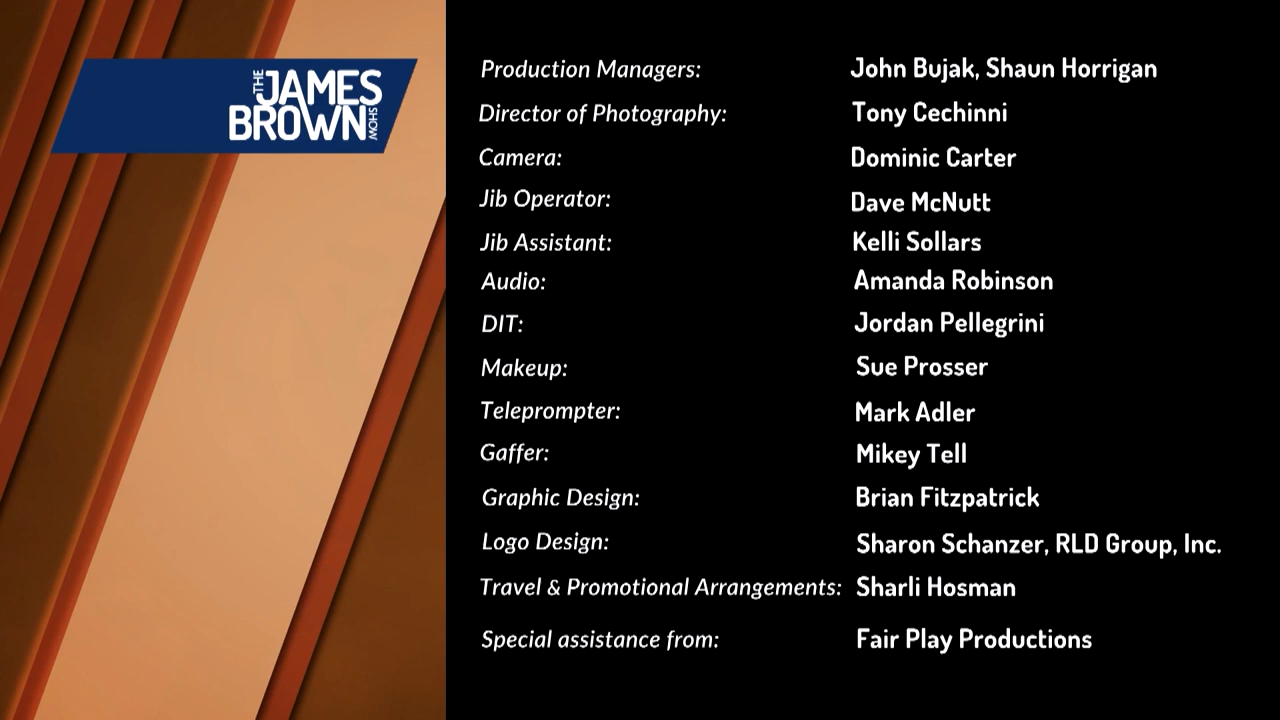 THE JAMES
BROWN SHOW
Production Managers: John Bujak, Shaun Horrigan
Director of Photography: Tony Cechinni
Camera: Dominic Carter
Jib Operator: Dave McNutt
Jib Assistant: Kelli Sollars
Audio: Amanda Robinson
DIT: Jordan Pellegrini
Makeup: Sue Prosser
Teleprompter: Mark Adler
Gaffer: Mikey Tell
Graphic Design: Brian Fitzpatrick
Logo Design: Sharon Schanzer, RLD Group, Inc.
Travel & Promotional Arrangements: Sharli Hosman
Special assistance from: Fair Play Productions